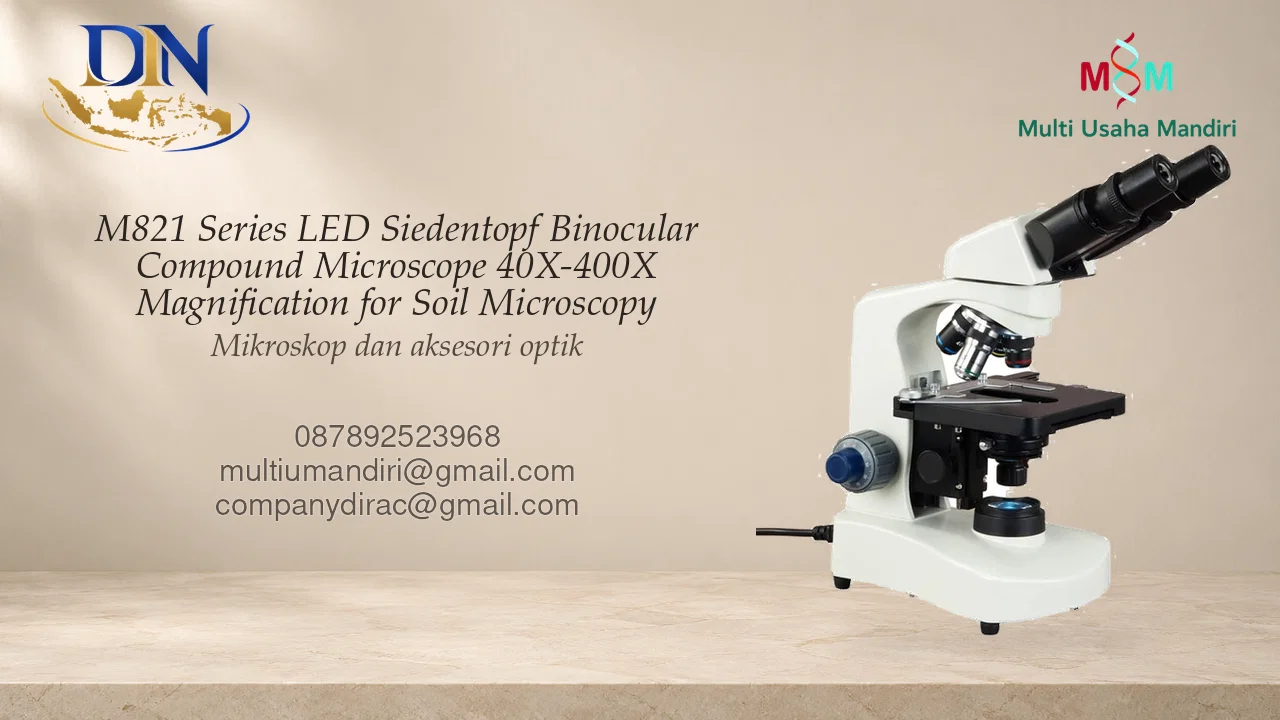 DN
M M
Multi Usaha Mandiri
M821 Series LED Siedentopf Binocular
Compound Microscope 40X-400X
Magnification for Soil Microscopy
Mikroskop dan aksesori optik
087892523968
multiumandiri@gmail.com
companydirac@gmail.com